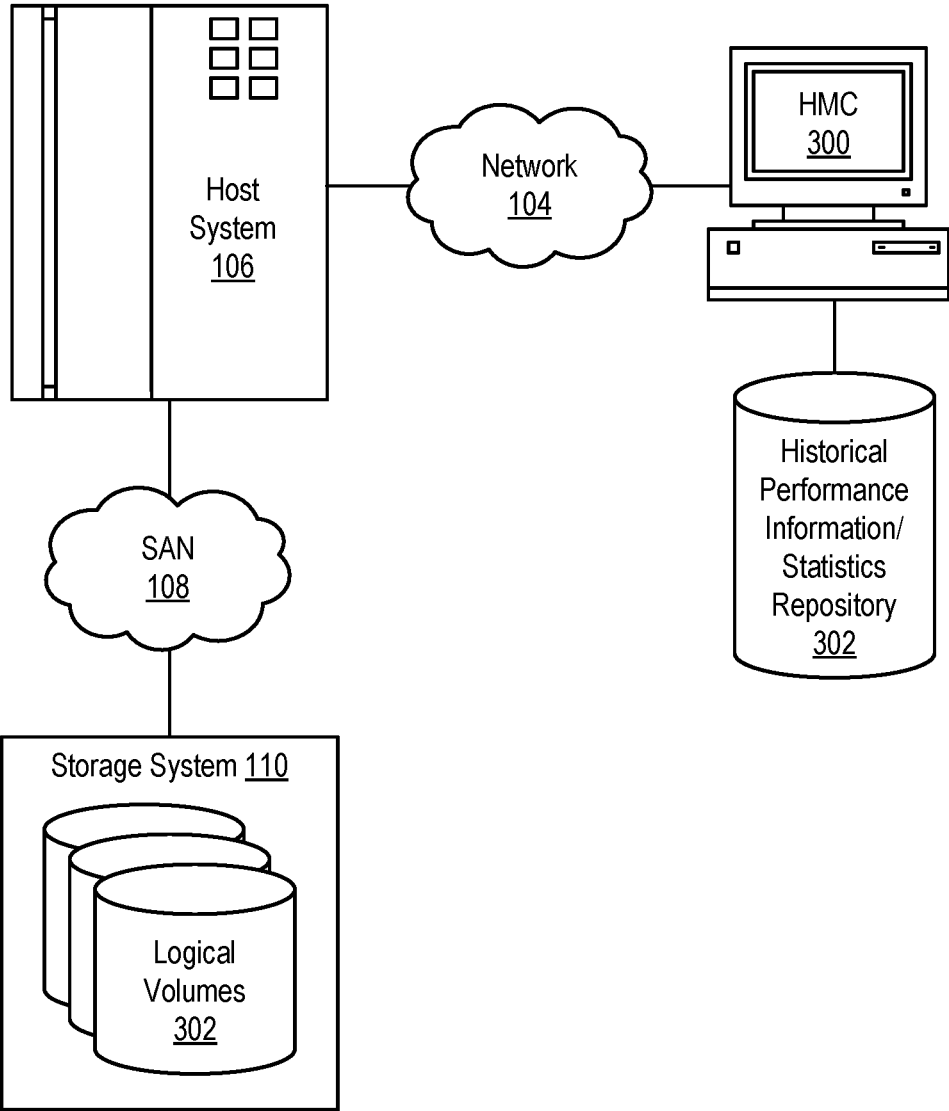 Host
System
106
Network
104
HMC
300
Historical
Performance
Information/
Statistics
Repository
302
SAN
108
Storage System 110
Logical
Volumes
302